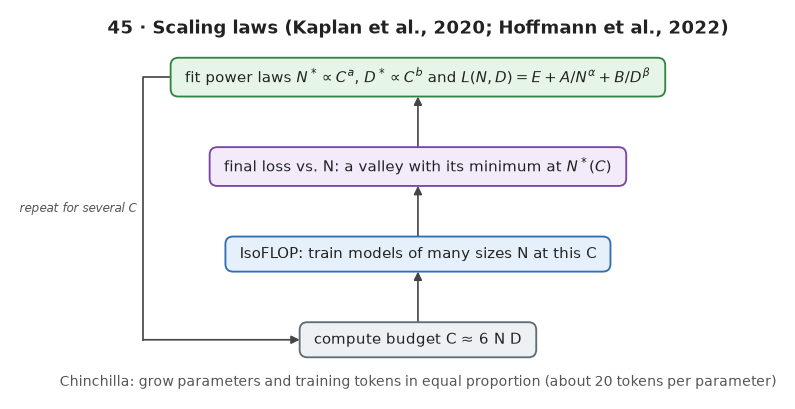 45 · Scaling laws (Kaplan et al., 2020; Hoffmann et al., 2022)
fit power laws N* ∝ C^a, D* ∝ C^b and L(N, D) = E + A/N^α + B/D^β
final loss vs. N: a valley with its minimum at N*(C)
repeat for several C
IsoFLOP: train models of many sizes N at this C
compute budget C ≈ 6 N D
Chinchilla: grow parameters and training tokens in equal proportion (about 20 tokens per parameter)